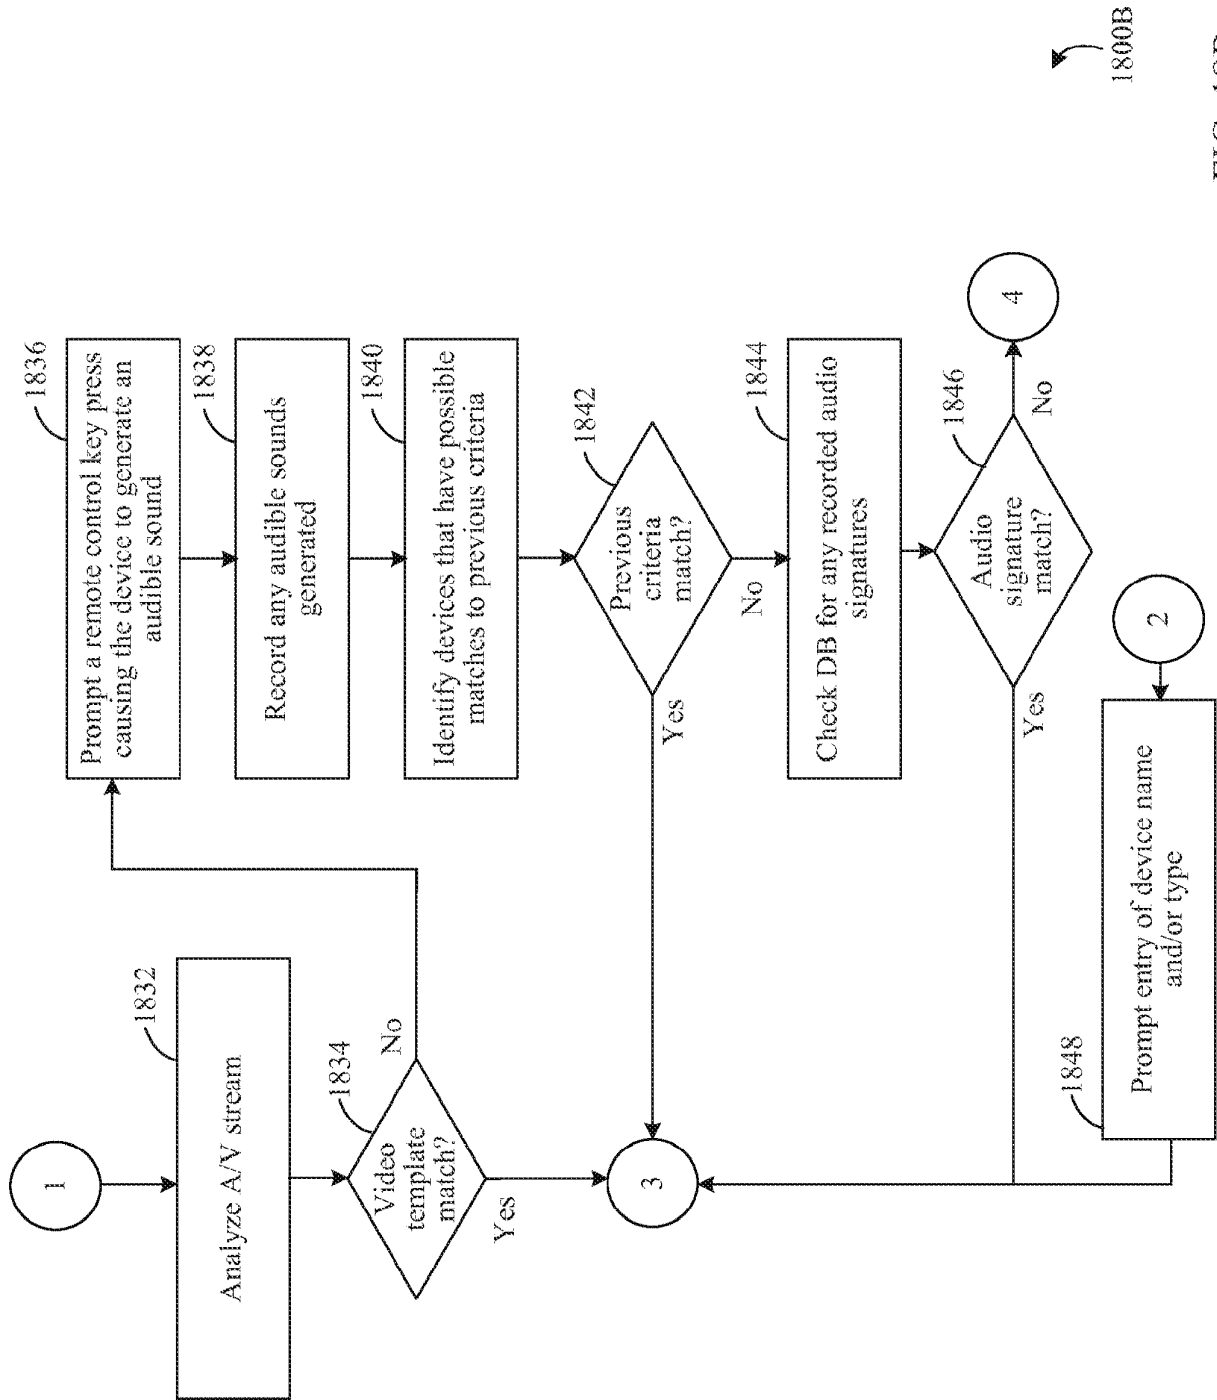 1
1832
Analyze A/V stream
1834
Video
template
match?
No
Yes
3
1836
Prompt a remote control key press
causing the device to generate an
audible sound
1838
Record any audible sounds
generated
1840
Identify devices that have possible
matches to previous criteria
1842
Previous
criteria
match?
Yes
No
1844
Check DB for any recorded audio
signatures
1846
Audio
signature
match?
Yes
No
4
2
1848
Prompt entry of device name
and/or type
1800B